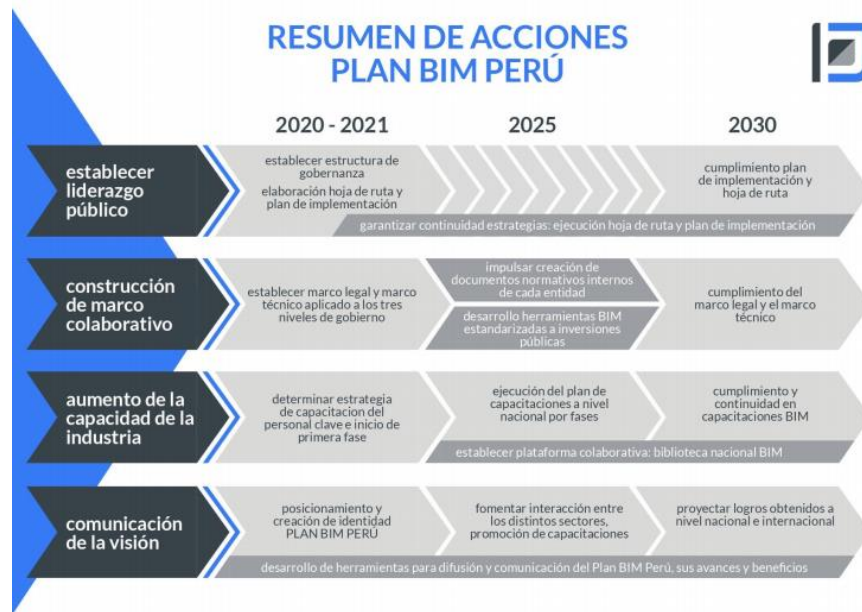 RESUMEN DE ACCIONES
PLAN BIM PERÚ
2020 - 2021
2025
2030
establecer
liderazgo
público
establecer estructura de
gobernanza
elaboración hoja de ruta y
plan de implementación
cumplimiento plan
de implementación y
hoja de ruta
garantizar continuidad estrategias: ejecución hoja de ruta y plan de implementación
construcción
de marco
colaborativo
establecer marco legal y marco
técnico aplicado a los tres
niveles de gobierno
impulsar creación de
documentos normativos internos
de cada entidad
desarrollo herramientas BIM
estandarizadas a inversiones
públicas
cumplimiento del
marco legal y el marco
técnico
aumento de la
capacidad de la
industria
determinar estrategia
de capacitacion del
personal clave e inicio de
primera fase
ejecución del plan de
capacitaciones a nivel
nacional por fases
cumplimiento y
continuidad en
capacitaciones BIM
establecer plataforma colaborativa: biblioteca nacional BIM
comunicación
de la visión
posicionamiento y
creación de identidad
PLAN BIM PERÚ
fomentar interacción entre
los distintos sectores,
promoción de capacitaciones
proyectar logros obtenidos a
nivel nacional e internacional
desarrollo de herramientas para difusión y comunicación del Plan BIM Perú, sus avances y beneficios